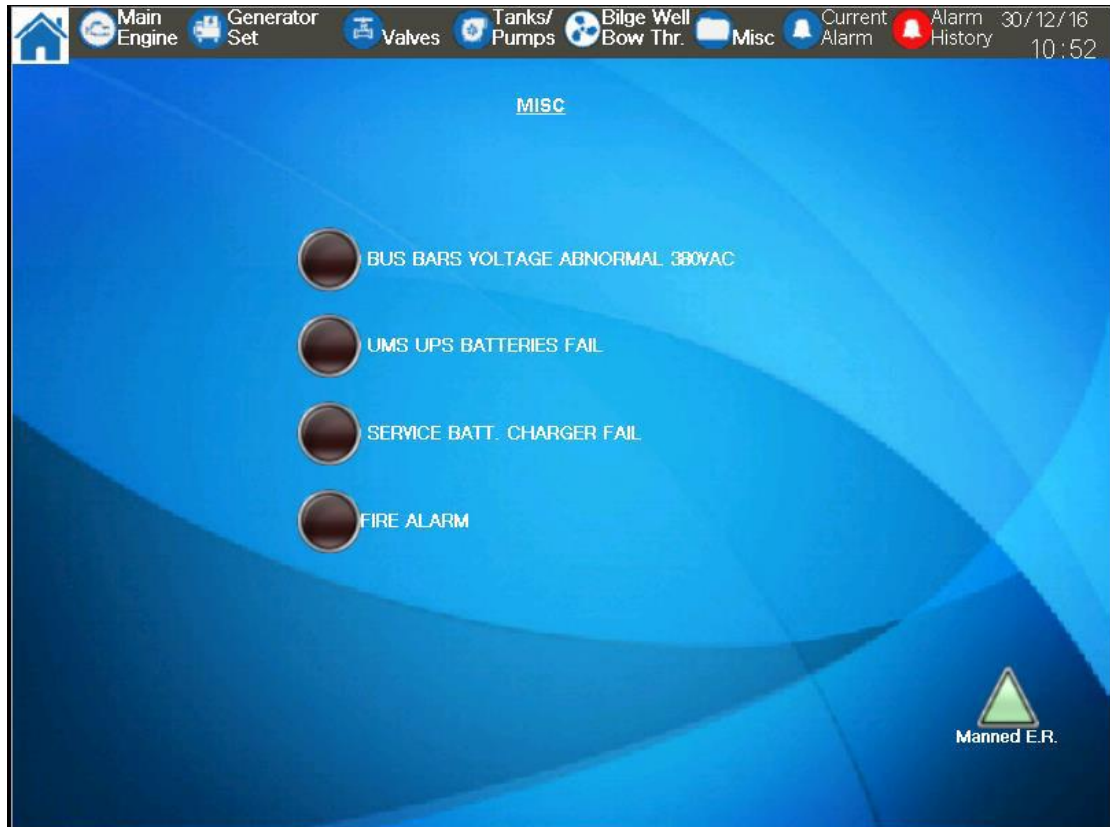 Main Engine
Generator Set
Valves
Tanks/ Pumps
Bilge Well Bow Thr.
Misc
Current Alarm
Alarm History
30/12/16
10:52
MISC
BUS BARS VOLTAGE ABNORMAL 380VAC
UMS UPS BATTERIES FAIL
SERVICE BATT. CHARGER FAIL
FIRE ALARM
Manned E.R.